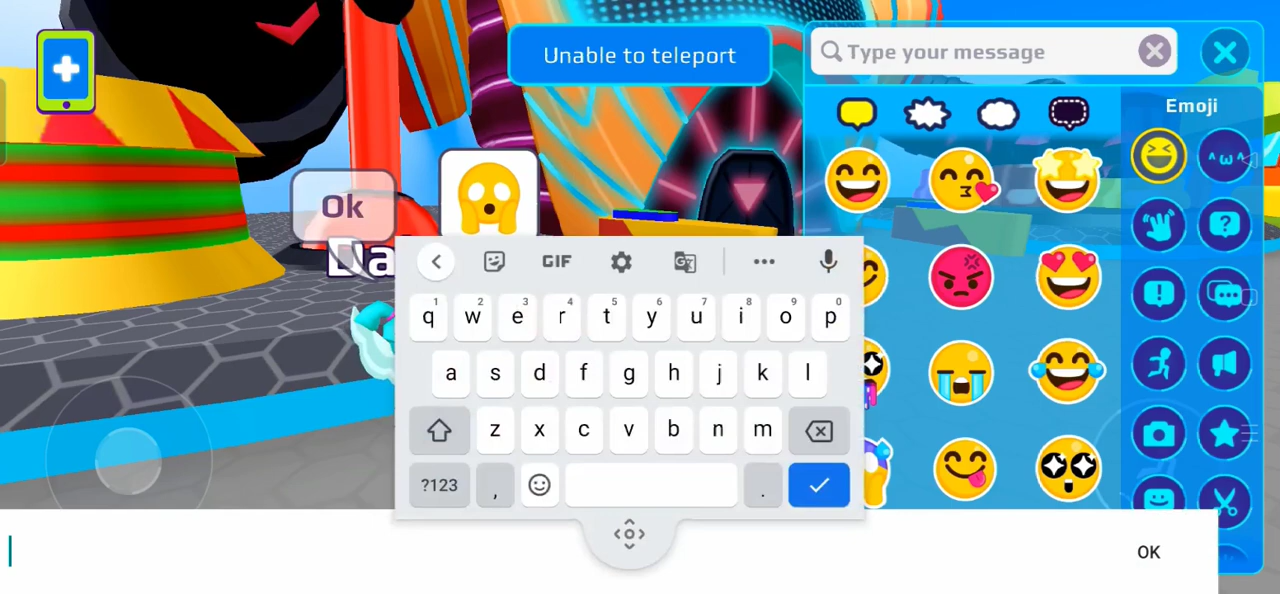 Unable to teleport
Type your message
Emoji
^ω^
Ok
Da
GIF
1 2 3 4 5 6 7 8 9 0
q w e r t y u i o p
a s d f g h j k l
z x c v b n m
?123 , .
OK